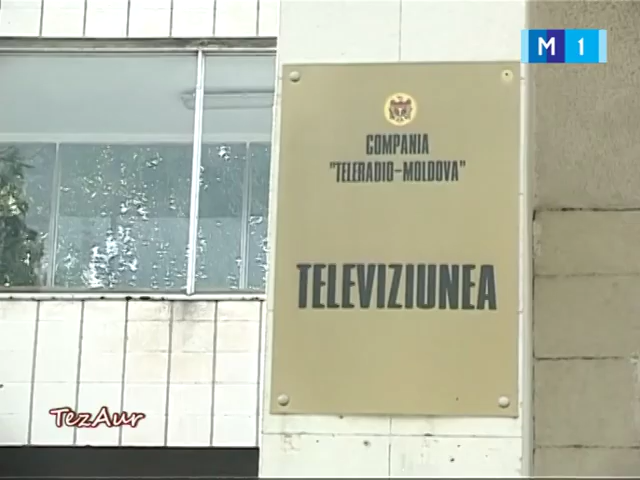 M 1
COMPANIA
"TELERADIO-MOLDOVA"
TELEVIZIUNEA
TezAur